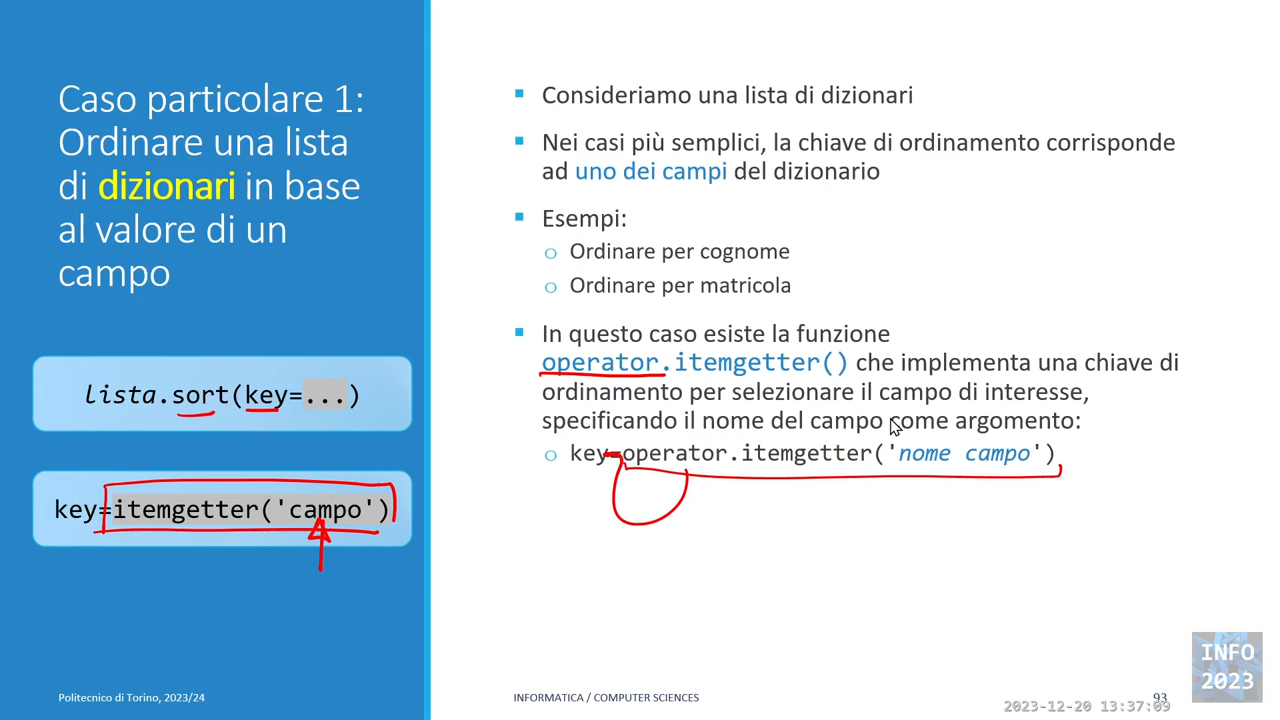 Caso particolare 1:
Ordinare una lista
di dizionari in base
al valore di un
campo
lista.sort(key=...)
key=itemgetter('campo')
Consideriamo una lista di dizionari
Nei casi più semplici, la chiave di ordinamento corrisponde
ad uno dei campi del dizionario
Esempi:
Ordinare per cognome
Ordinare per matricola
In questo caso esiste la funzione
operator.itemgetter() che implementa una chiave di
ordinamento per selezionare il campo di interesse,
specificando il nome del campo come argomento:
key=operator.itemgetter('nome campo')
Politecnico di Torino, 2023/24
INFORMATICA / COMPUTER SCIENCES
93
INFO
2023
2023-12-20 13:37:09